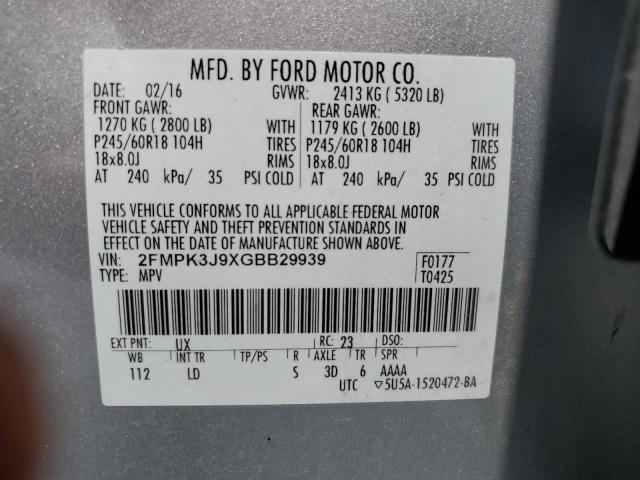 MFD. BY FORD MOTOR CO.
DATE: 02/16 GVWR: 2413 KG ( 5320 LB)
FRONT GAWR: REAR GAWR:
1270 KG ( 2800 LB) WITH 1179 KG ( 2600 LB) WITH
P245/60R18 104H TIRES P245/60R18 104H TIRES
18x8.0J RIMS 18x8.0J RIMS
AT 240 kPa/ 35 PSI COLD AT 240 kPa/ 35 PSI COLD
THIS VEHICLE CONFORMS TO ALL APPLICABLE FEDERAL MOTOR
VEHICLE SAFETY AND THEFT PREVENTION STANDARDS IN
EFFECT ON THE DATE OF MANUFACTURE SHOWN ABOVE.
VIN: 2FMPK3J9XGBB29939 F0177
TYPE: MPV T0425
EXT PNT: UX RC: 23 DSO:
WB INT TR TP/PS R AXLE TR SPR
112 LD S 3D 6 AAAA
UTC ▽5U5A-1520472-BA